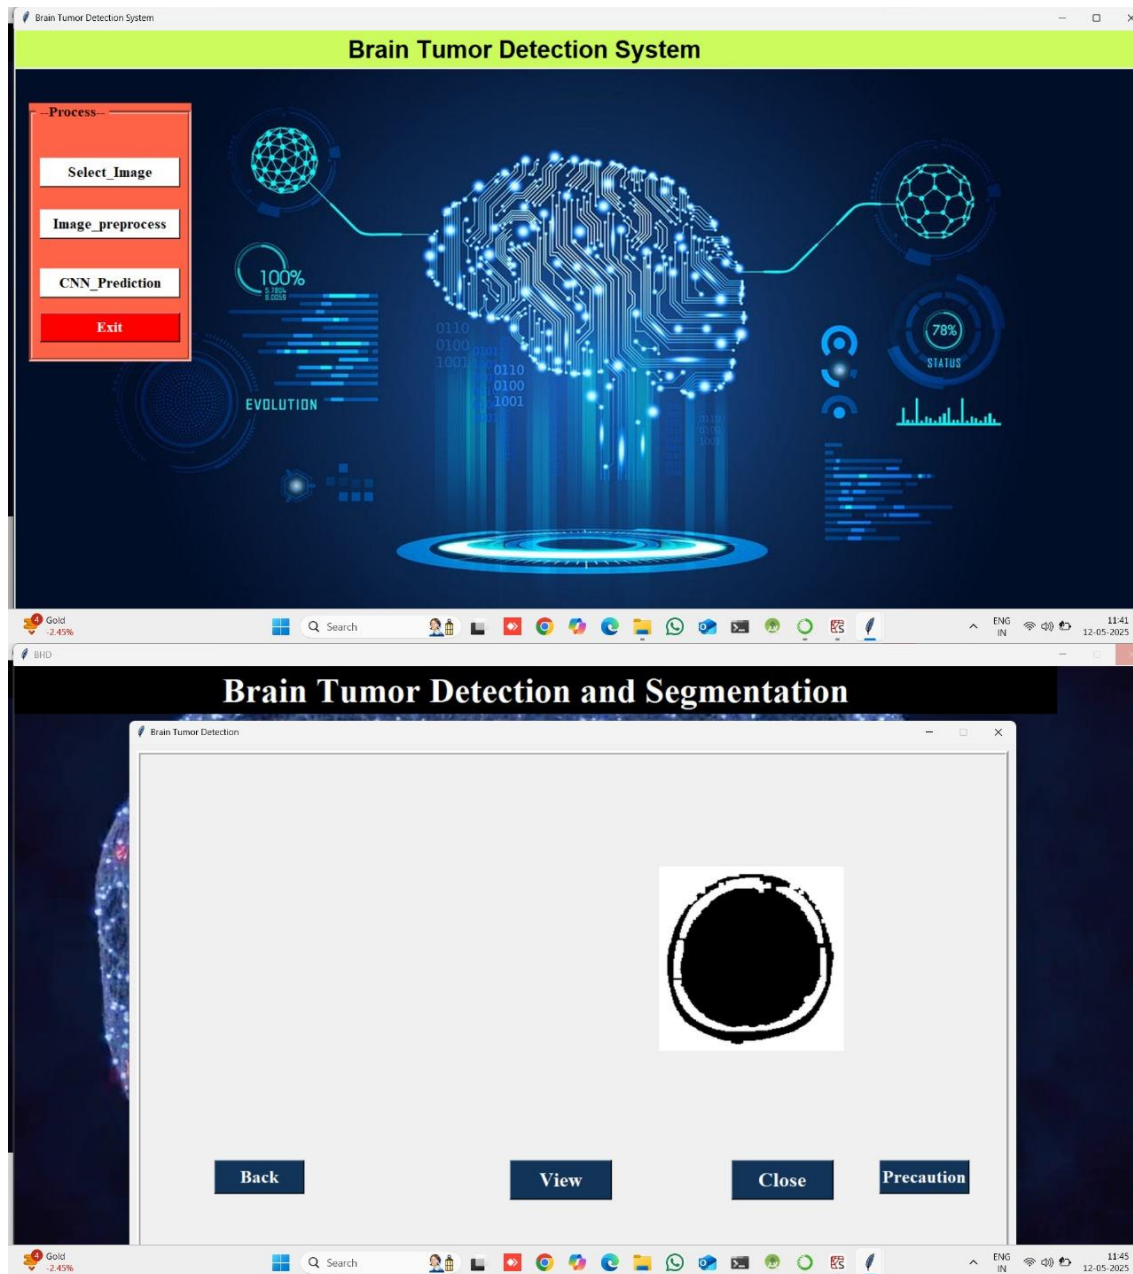 Brain Tumor Detection System
Brain Tumor Detection System
--Process--
Select_Image
Image_preprocess
CNN_Prediction
Exit
100%
EVOLUTION
0110
0100
1001
0110
0100
1001
78%
STATUS
Gold
-2.45%
4
Search
ENG
IN
11:41
12-05-2025
BHD
Brain Tumor Detection and Segmentation
Brain Tumor Detection
Back
View
Close
Precaution
Gold
-2.45%
4
Search
ENG
IN
11:45
12-05-2025